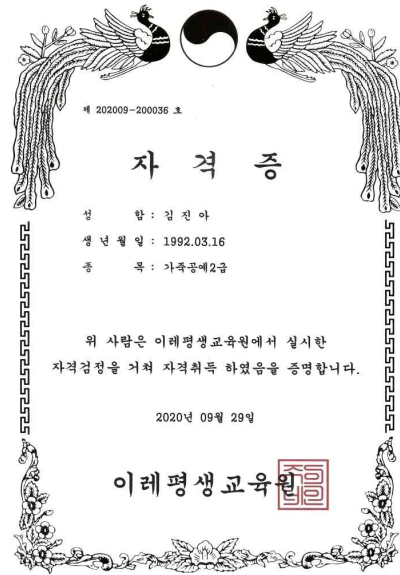 제 202009-200036 호
자 격 증
성 함 : 김 진 아
생 년 월 일 : 1992.03.16
종 목 : 가죽공예2급
위 사람은 이레평생교육원에서 실시한
자격검정을 거쳐 자격취득 하였음을 증명합니다.
2020년 09월 29일
이레평생교육원